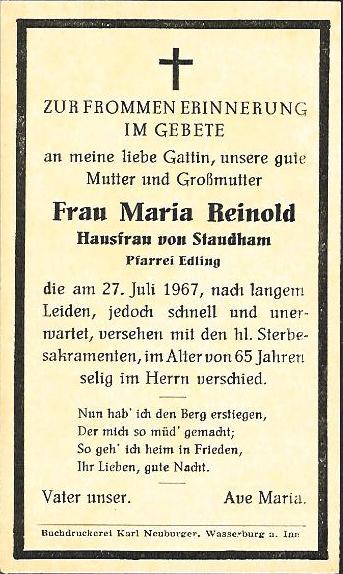 ZUR FROMMEN ERINNERUNG
IM GEBETE
an meine liebe Gattin, unsere gute
Mutter und Großmutter
Frau Maria Reinold
Hausfrau von Staudham
Pfarrei Edling
die am 27. Juli 1967, nach langem
Leiden, jedoch schnell und uner-
wartet, versehen mit den hl. Sterbe-
sakramenten, im Alter von 65 Jahren
selig im Herrn verschied.
Nun hab' ich den Berg erstiegen,
Der mich so müd' gemacht;
So geh' ich heim in Frieden,
Ihr Lieben, gute Nacht.
Vater unser. Ave Maria.
Buchdruckerei Karl Neuburger, Wasserburg a. Inn